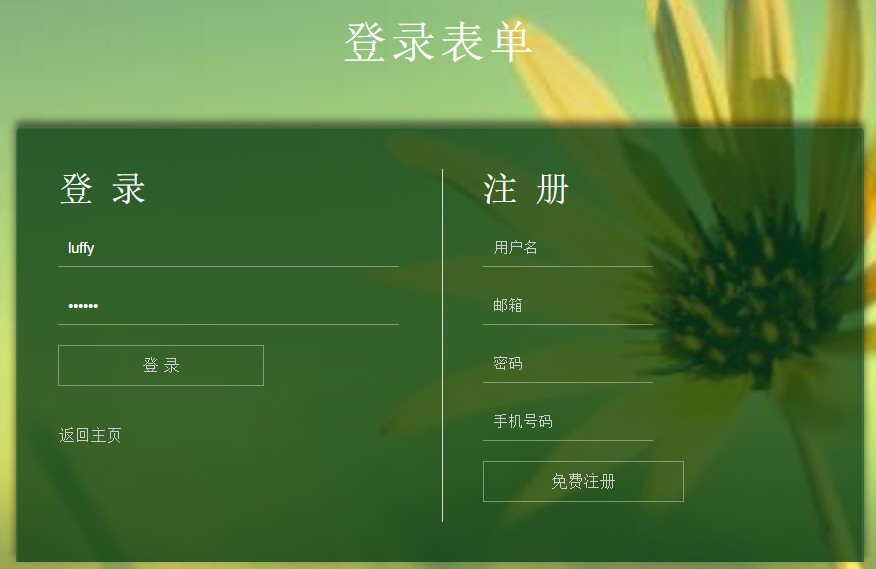 登录表单
登 录
luffy
••••••
登 录
返回主页
注 册
用户名
邮箱
密码
手机号码
免费注册